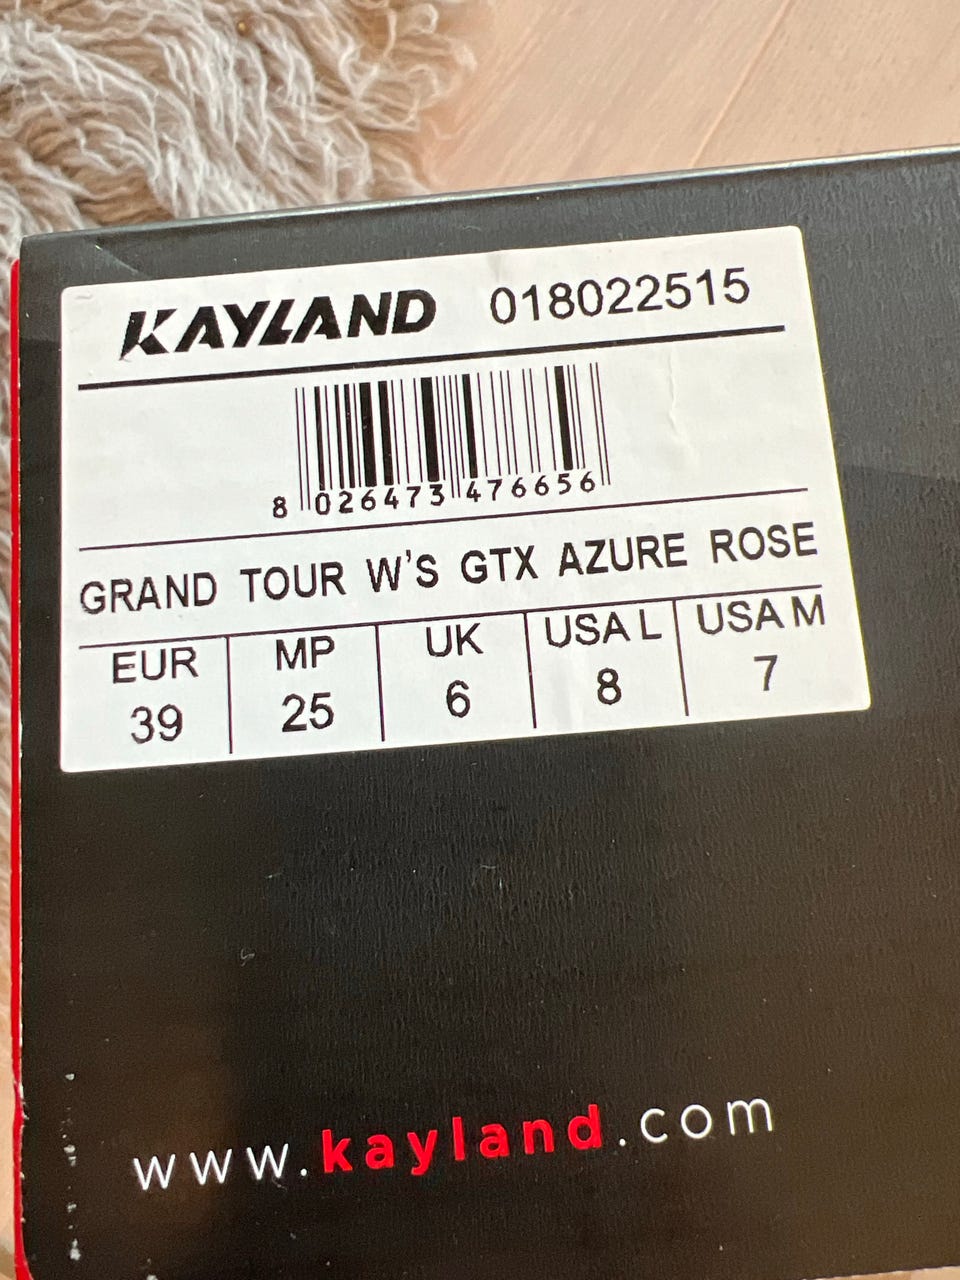 KAYLAND 018022515
8 026473 476656
GRAND TOUR W'S GTX AZURE ROSE
EUR MP UK USA L USA M
39 25 6 8 7
www.kayland.com